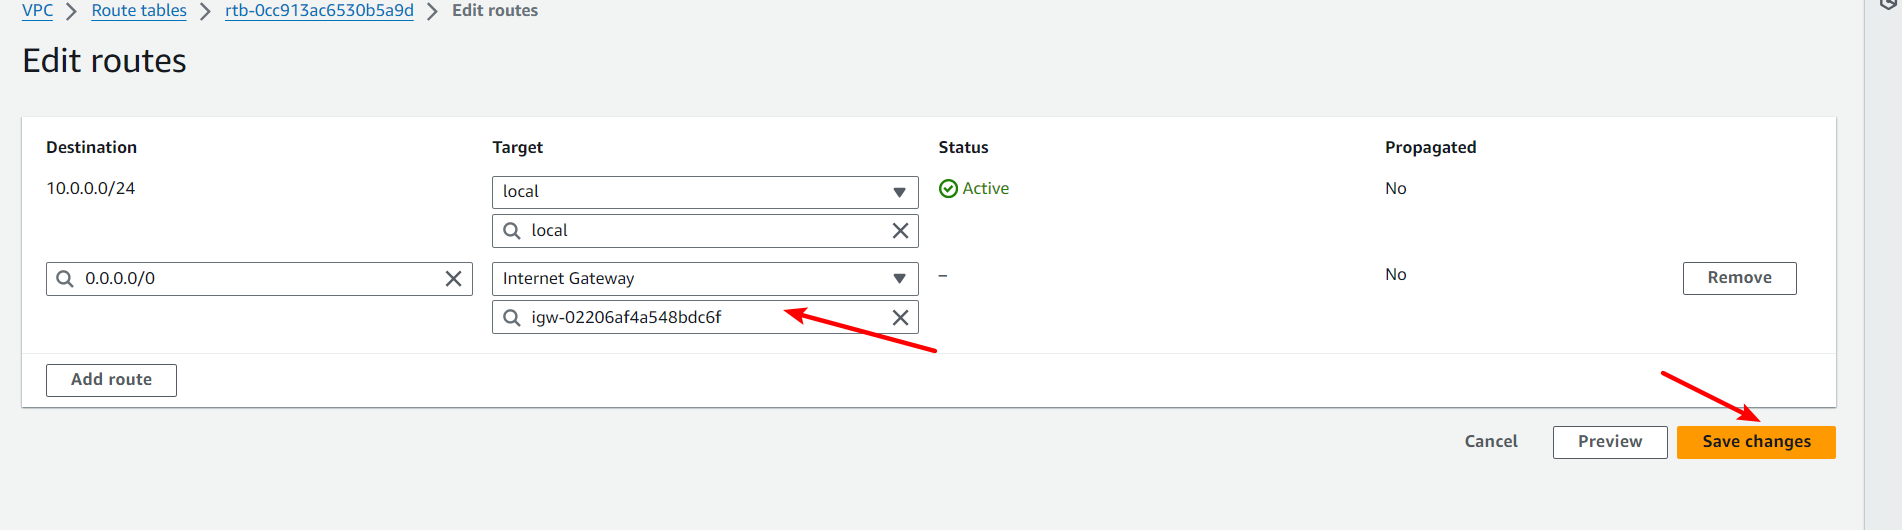 VPC > Route tables > rtb-0cc913ac6530b5a9d > Edit routes
Edit routes
Destination Target Status Propagated
10.0.0.0/24 local Active No
local
0.0.0.0/0 Internet Gateway – No Remove
igw-02206af4a548bdc6f
Add route
Cancel Preview Save changes